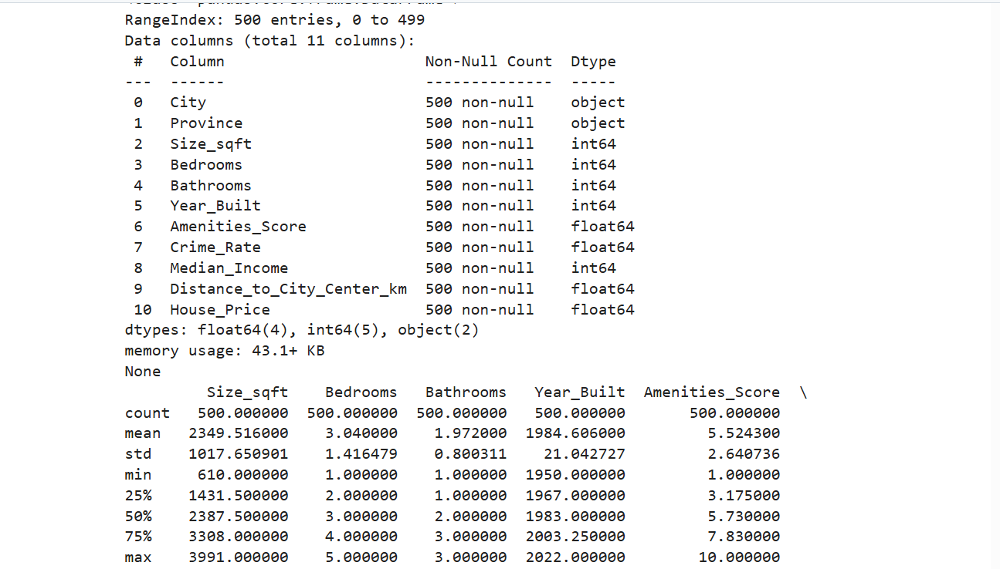 RangeIndex: 500 entries, 0 to 499
Data columns (total 11 columns):
 #   Column                      Non-Null Count  Dtype
---  ------                      --------------  -----
 0   City                        500 non-null    object
 1   Province                    500 non-null    object
 2   Size_sqft                   500 non-null    int64
 3   Bedrooms                    500 non-null    int64
 4   Bathrooms                   500 non-null    int64
 5   Year_Built                  500 non-null    int64
 6   Amenities_Score             500 non-null    float64
 7   Crime_Rate                  500 non-null    float64
 8   Median_Income               500 non-null    int64
 9   Distance_to_City_Center_km  500 non-null    float64
 10  House_Price                 500 non-null    float64
dtypes: float64(4), int64(5), object(2)
memory usage: 43.1+ KB
None
         Size_sqft    Bedrooms   Bathrooms   Year_Built  Amenities_Score  \
count   500.000000  500.000000  500.000000   500.000000       500.000000
mean   2349.516000    3.040000    1.972000  1984.606000         5.524300
std    1017.650901    1.416479    0.800311    21.042727         2.640736
min     610.000000    1.000000    1.000000  1950.000000         1.000000
25%    1431.500000    2.000000    1.000000  1967.000000         3.175000
50%    2387.500000    3.000000    2.000000  1983.000000         5.730000
75%    3308.000000    4.000000    3.000000  2003.250000         7.830000
max    3991.000000    5.000000    3.000000  2022.000000        10.000000